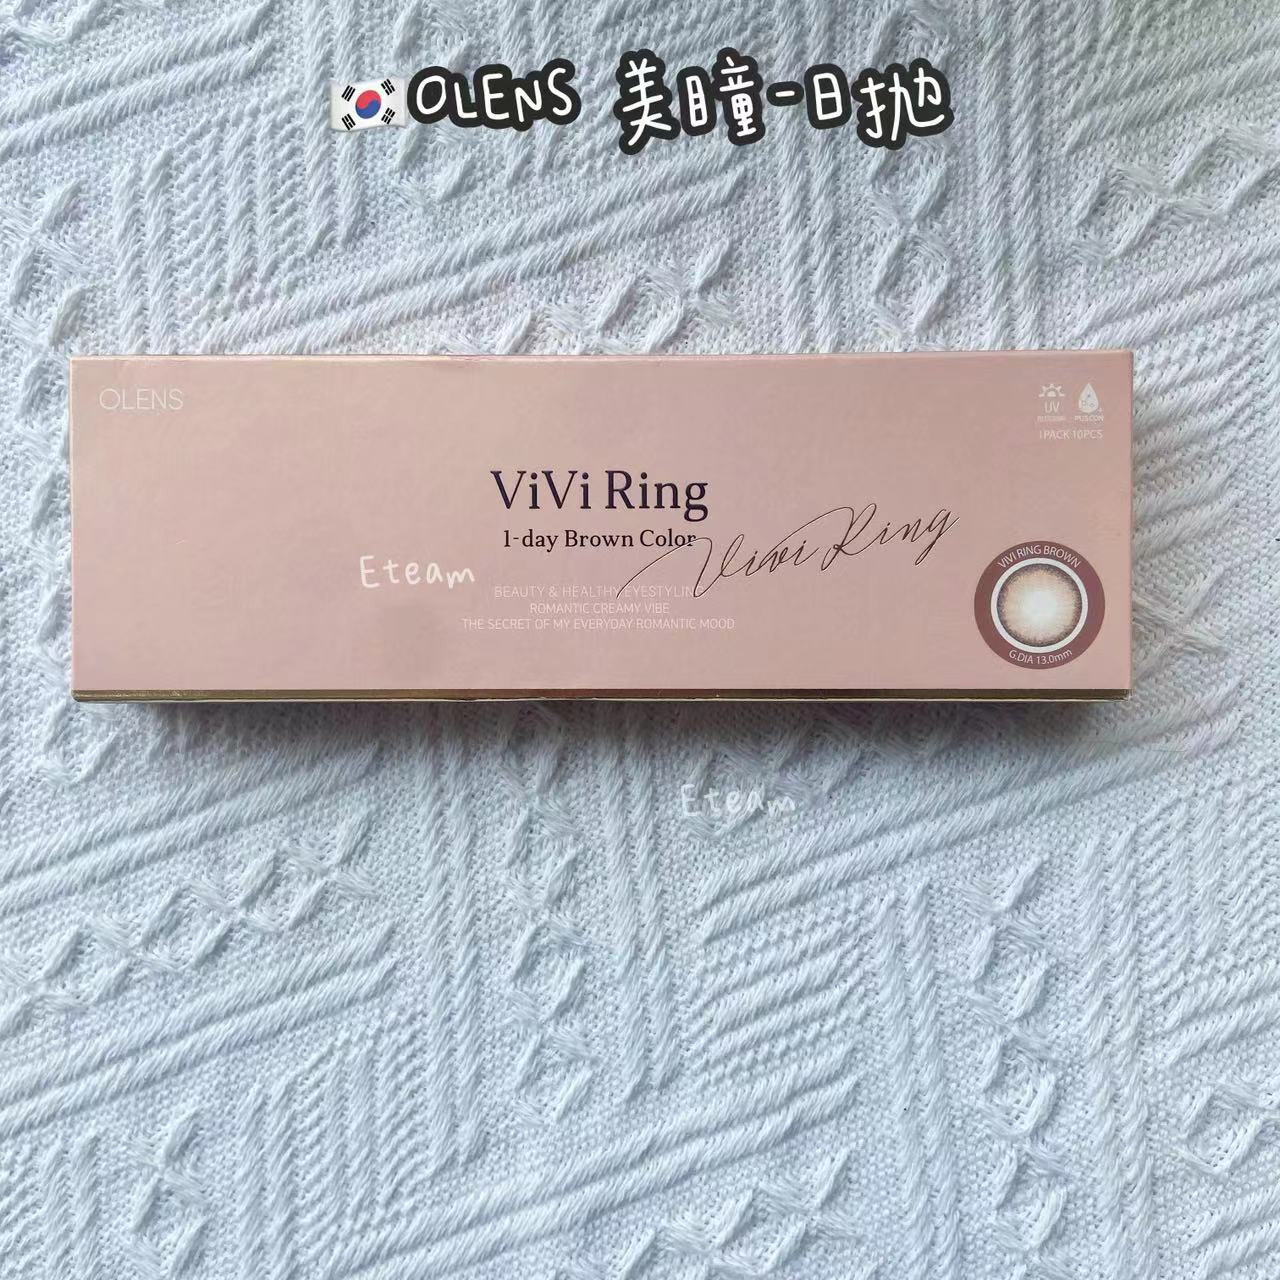 OLENS 美瞳-日抛
OLENS
UV
PUSCON
1PACK 10PCS
ViVi Ring
1-day Brown Color
ViVi Ring
Eteam
BEAUTY & HEALTHY EYESTYLING
ROMANTIC CREAMY VIBE
THE SECRET OF MY EVERYDAY ROMANTIC MOOD
VIVI RING BROWN
G.DIA 13.0mm
Eteam